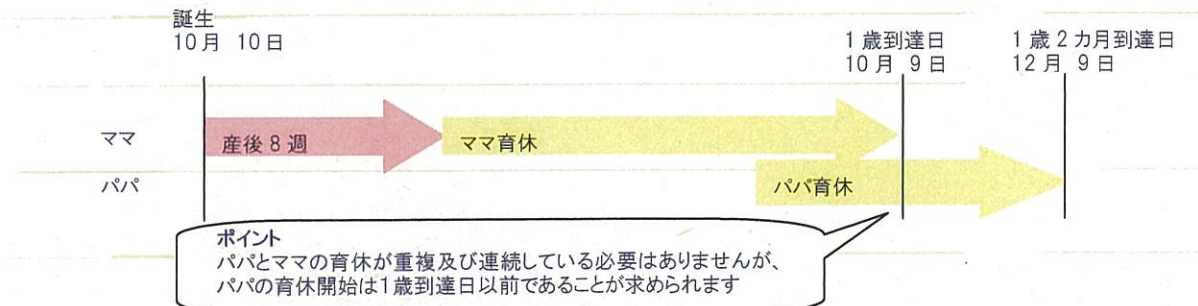 誕生
10月 10日
1歳到達日
10月 9日
1歳2カ月到達日
12月 9日
ママ
産後8週
ママ育休
パパ
パパ育休
ポイント
パパとママの育休が重複及び連続している必要はありませんが、
パパの育休開始は1歳到達日以前であることが求められます